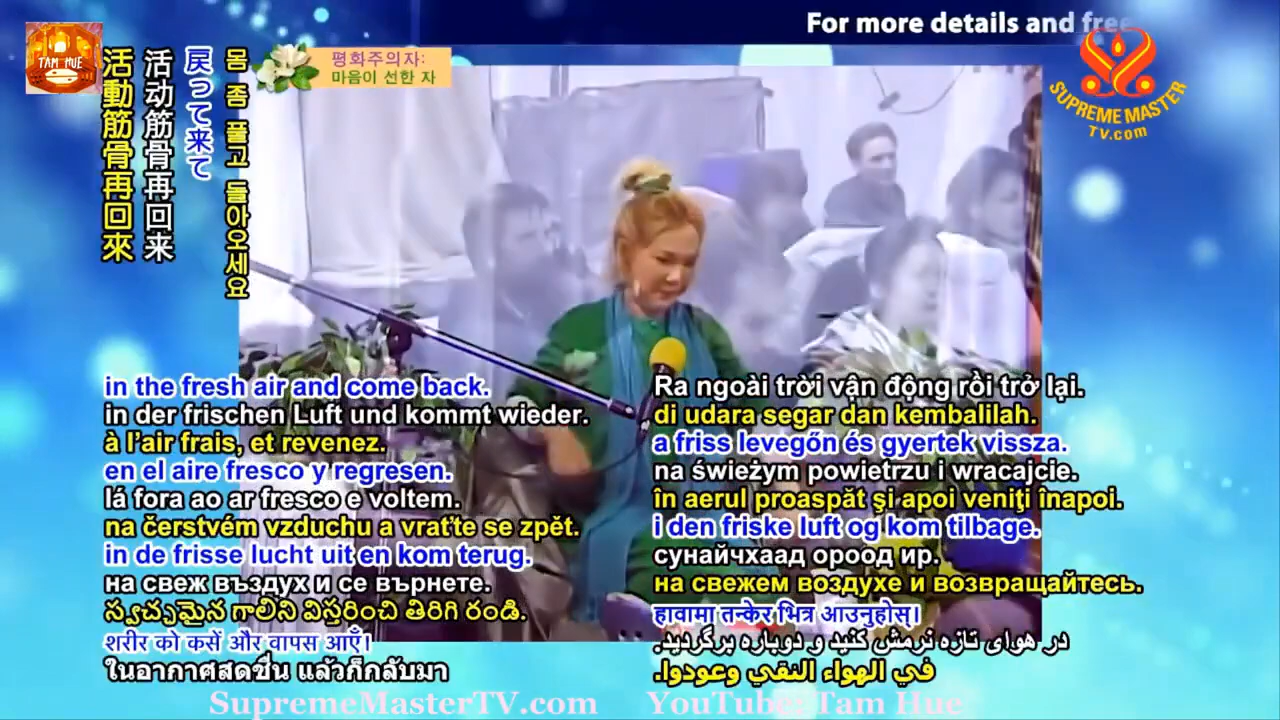 For more details and free
TAM HUE
SUPREME MASTER
TV.com
평화주의자:
마음이 선한 자
活動筋骨再回來
活动筋骨再回来
戻って来て
몸 좀 풀고 돌아오세요
in the fresh air and come back.
in der frischen Luft und kommt wieder.
à l'air frais, et revenez.
en el aire fresco y regresen.
lá fora ao ar fresco e voltem.
na čerstvém vzduchu a vraťte se zpět.
in de frisse lucht uit en kom terug.
на свеж въздух и се върнете.
స్వచ్ఛమైన గాలిని విస్తరించి తిరిగి రండి.
शरीर को कसें और वापस आएँ।
ในอากาศสดชื่น แล้วก็กลับมา
Ra ngoài trời vận động rồi trở lại.
di udara segar dan kembalilah.
a friss levegőn és gyertek vissza.
na świeżym powietrzu i wracajcie.
în aerul proaspăt şi apoi veniţi înapoi.
i den friske luft og kom tilbage.
сунайчхаад ороод ир.
на свежем воздухе и возвращайтесь.
हावामा तन्केर भित्र आउनुहोस्।
در هوای تازه نرمش کنید و دوباره برگردید.
في الهواء النقي وعودوا.
SupremeMasterTV.com YouTube: Tam Hue